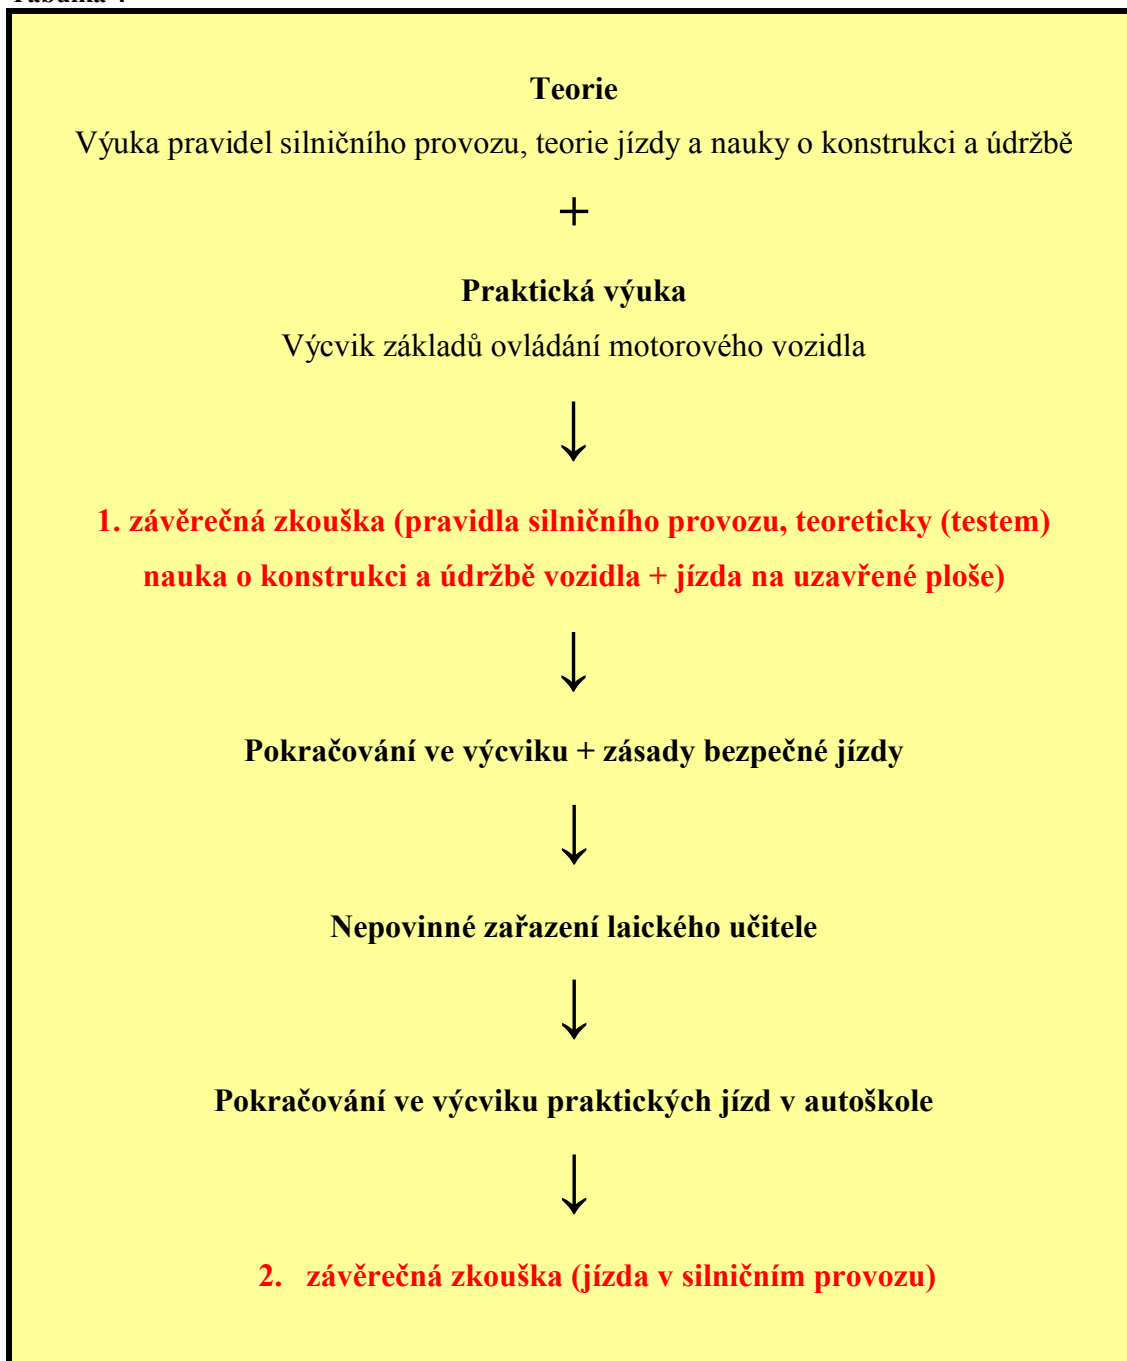 Teorie
Výuka pravidel silničního provozu, teorie jízdy a nauky o konstrukci a údržbě
+
Praktická výuka
Výcvik základů ovládání motorového vozidla
↓
1. závěrečná zkouška (pravidla silničního provozu, teoreticky (testem)
nauka o konstrukci a údržbě vozidla + jízda na uzavřené ploše)
↓
Pokračování ve výcviku + zásady bezpečné jízdy
↓
Nepovinné zařazení laického učitele
↓
Pokračování ve výcviku praktických jízd v autoškole
↓
2. závěrečná zkouška (jízda v silničním provozu)